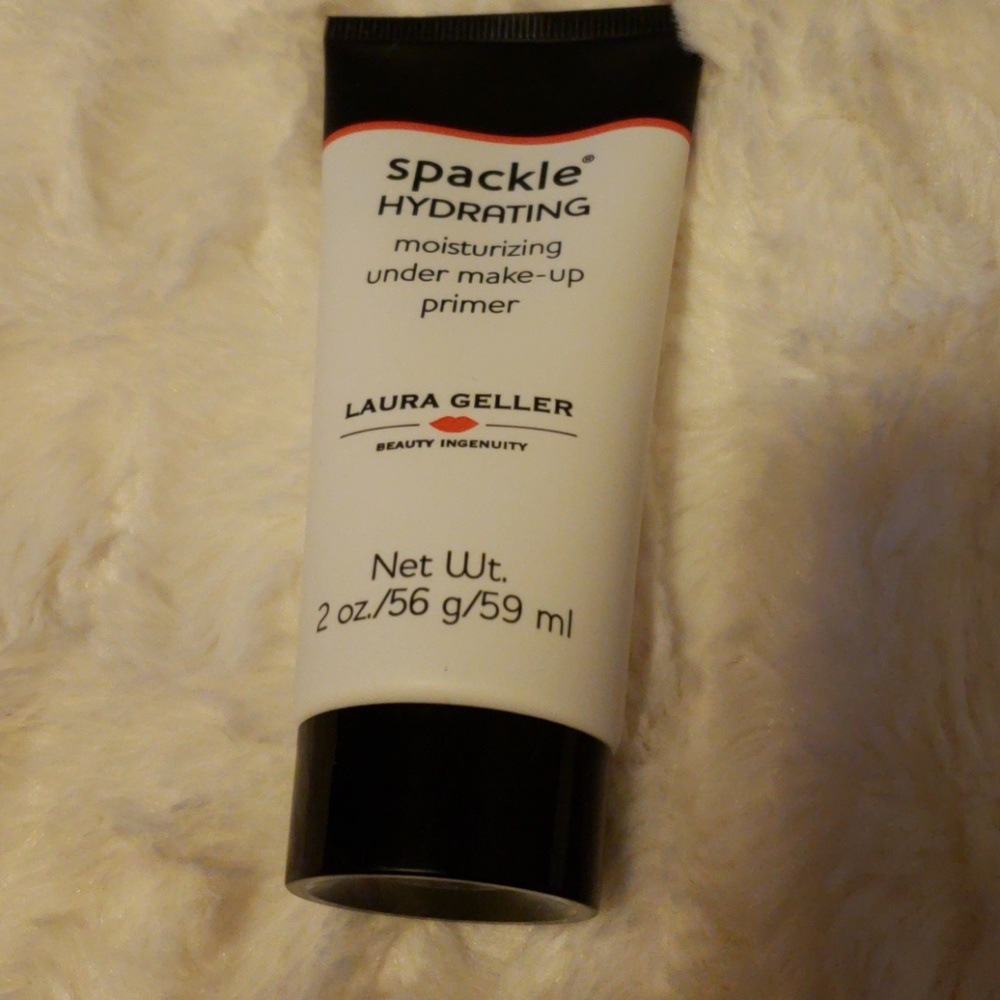 spackle®
HYDRATING
moisturizing
under make-up
primer
LAURA GELLER
BEAUTY INGENUITY
Net Wt.
2 oz./56 g/59 ml